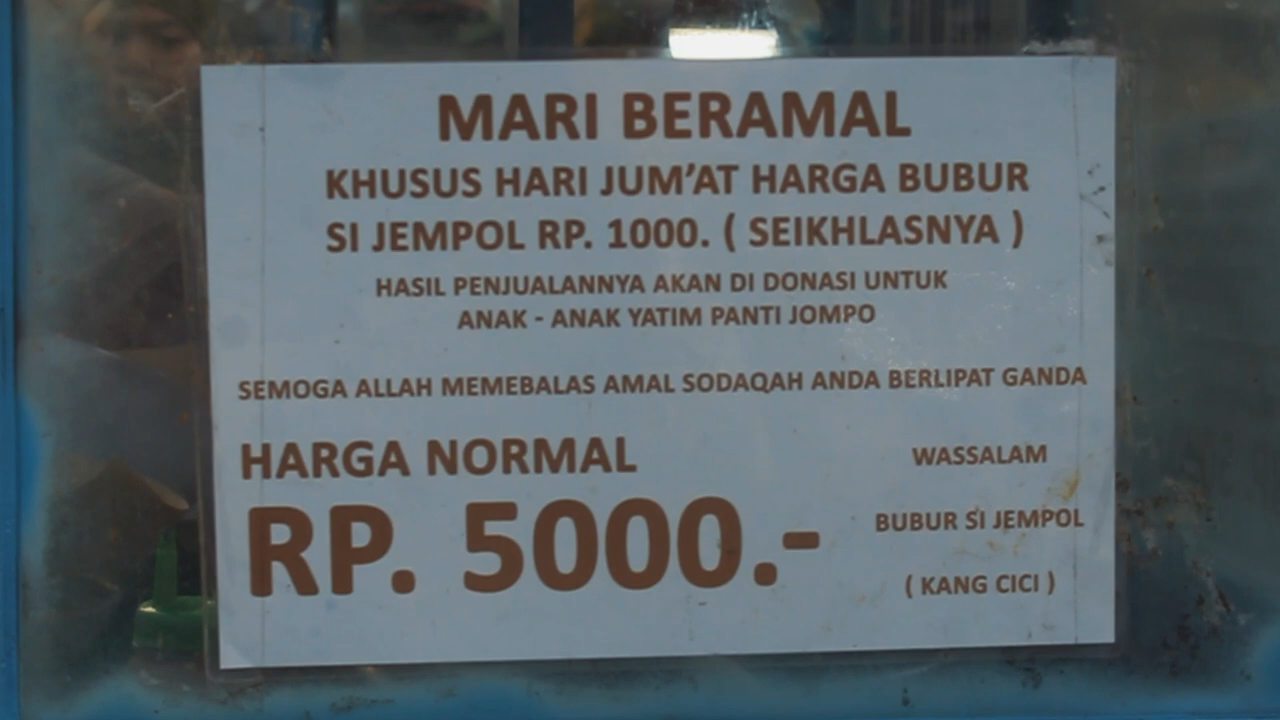 MARI BERAMAL
KHUSUS HARI JUM'AT HARGA BUBUR
SI JEMPOL RP. 1000. ( SEIKHLASNYA )
HASIL PENJUALANNYA AKAN DI DONASI UNTUK
ANAK - ANAK YATIM PANTI JOMPO
SEMOGA ALLAH MEMEBALAS AMAL SODAQAH ANDA BERLIPAT GANDA
HARGA NORMAL
RP. 5000.-
WASSALAM
BUBUR SI JEMPOL
( KANG CICI )